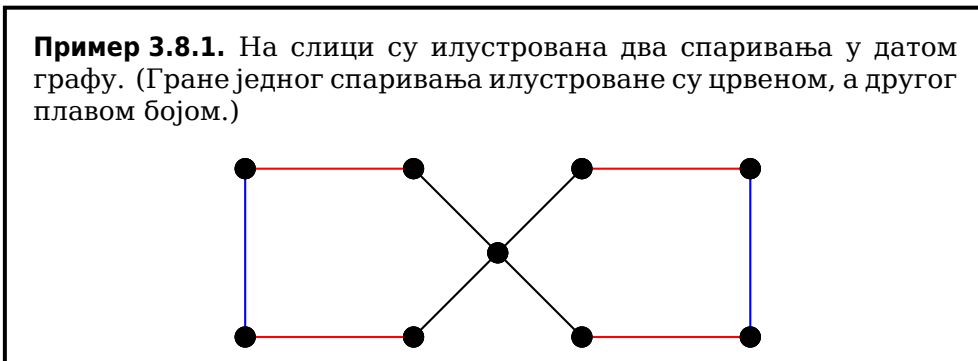 Пример 3.8.1. На слици су илустрована два спаривања у датом
графу. (Гране једног спаривања илустроване су црвеном, а другог
плавом бојом.)